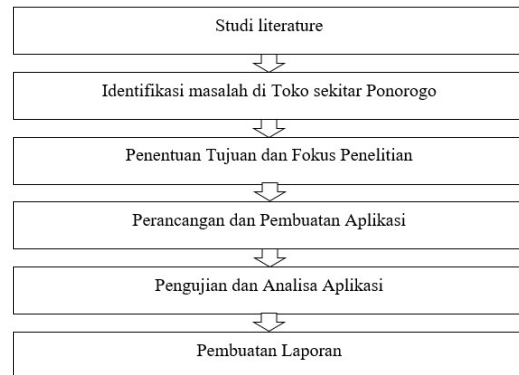 Studi literature
Identifikasi masalah di Toko sekitar Ponorogo
Penentuan Tujuan dan Fokus Penelitian
Perancangan dan Pembuatan Aplikasi
Pengujian dan Analisa Aplikasi
Pembuatan Laporan